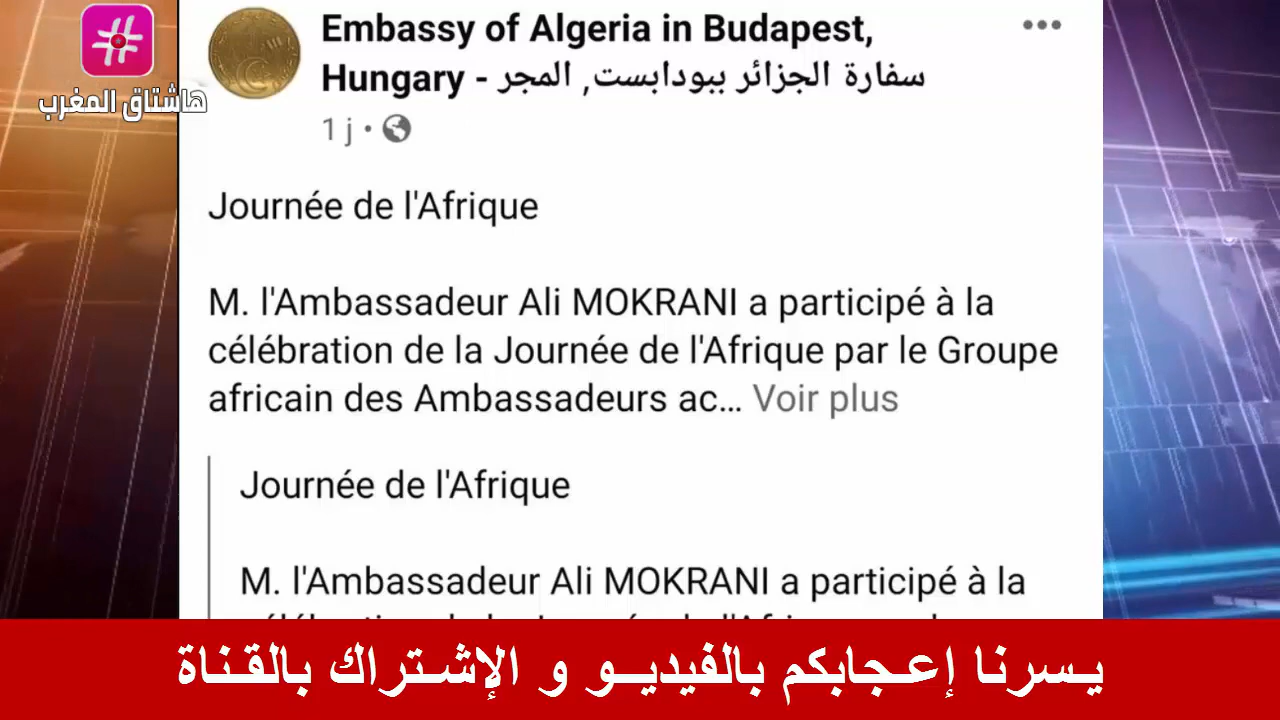 هاشتاق المغرب
Embassy of Algeria in Budapest,
Hungary - سفارة الجزائر ببودابست, المجر
1 j •
Journée de l'Afrique
M. l'Ambassadeur Ali MOKRANI a participé à la
célébration de la Journée de l'Afrique par le Groupe
africain des Ambassadeurs ac... Voir plus
Journée de l'Afrique
M. l'Ambassadeur Ali MOKRANI a participé à la
يسرنا إعجابكم بالفيديو و الإشتراك بالقناة